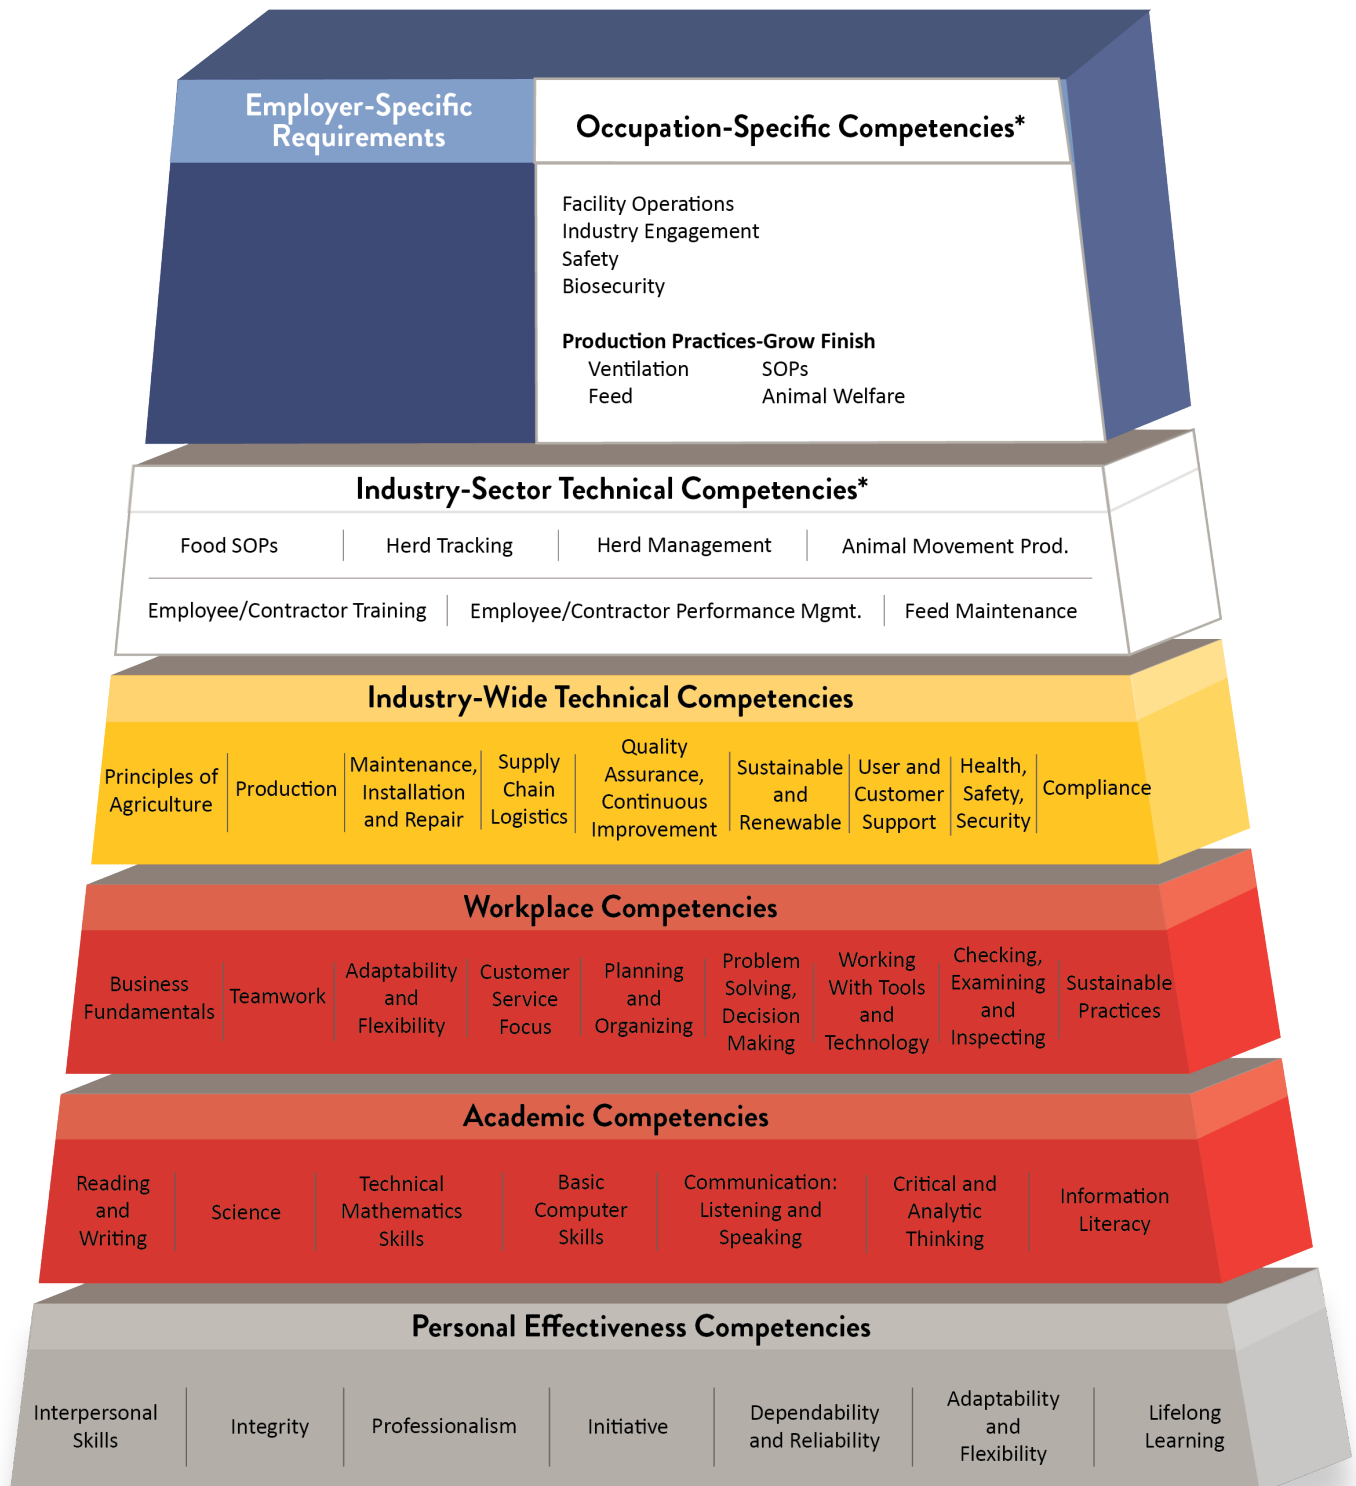 Employer-Specific
Requirements
Occupation-Specific Competencies*
Facility Operations
Industry Engagement
Safety
Biosecurity
Production Practices-Grow Finish
Ventilation SOPs
Feed Animal Welfare
Industry-Sector Technical Competencies*
Food SOPs Herd Tracking Herd Management Animal Movement Prod.
Employee/Contractor Training Employee/Contractor Performance Mgmt. Feed Maintenance
Industry-Wide Technical Competencies
Principles of
Agriculture
Production
Maintenance,
Installation
and Repair
Supply
Chain
Logistics
Quality
Assurance,
Continuous
Improvement
Sustainable
and
Renewable
User and
Customer
Support
Health,
Safety,
Security
Compliance
Workplace Competencies
Business
Fundamentals
Teamwork
Adaptability
and
Flexibility
Customer
Service
Focus
Planning
and
Organizing
Problem
Solving,
Decision
Making
Working
With Tools
and
Technology
Checking,
Examining
and
Inspecting
Sustainable
Practices
Academic Competencies
Reading
and
Writing
Science
Technical
Mathematics
Skills
Basic
Computer
Skills
Communication:
Listening and
Speaking
Critical and
Analytic
Thinking
Information
Literacy
Personal Effectiveness Competencies
Interpersonal
Skills
Integrity
Professionalism
Initiative
Dependability
and Reliability
Adaptability
and
Flexibility
Lifelong
Learning